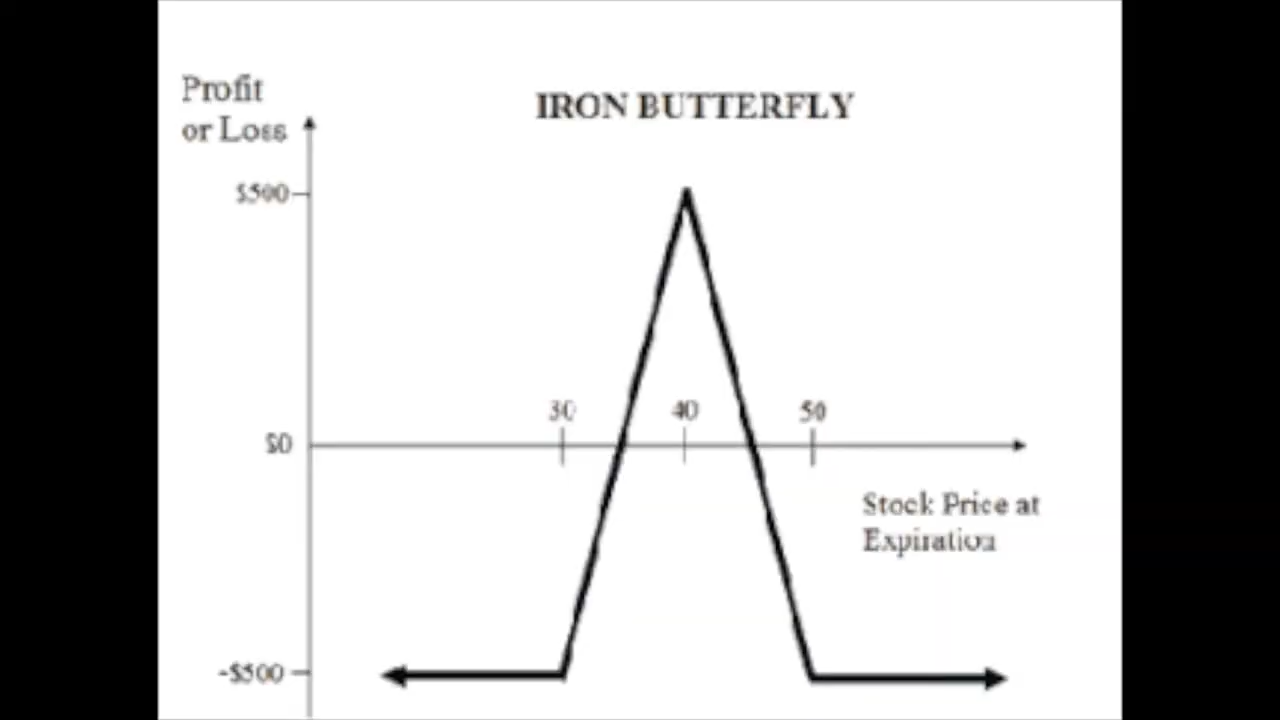 Profit
or Loss
IRON BUTTERFLY
$500
30
40
50
$0
Stock Price at
Expiration
-$500